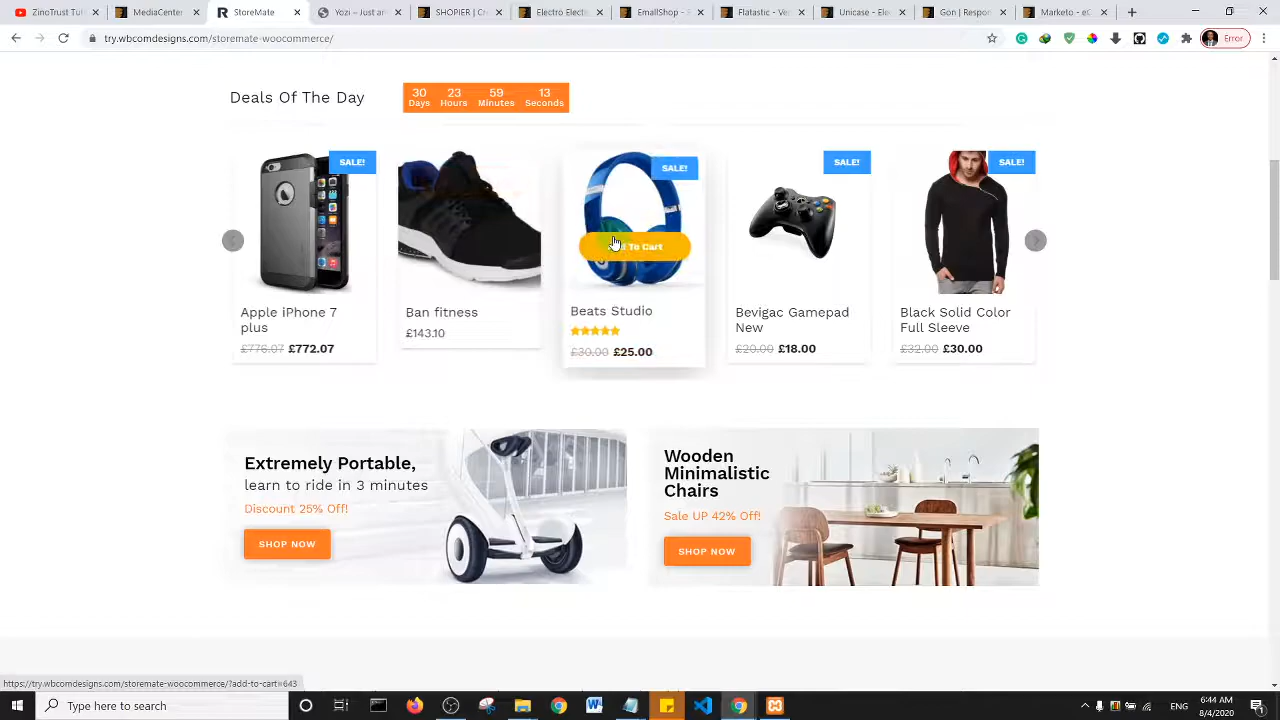 ZinoTrust Tut
MediaCenter
StoreMate
Yozi – Just an
SHOPER | Ch
Electro Elect
EmailShop - S
Flatastic - Ver
Unicase - Ele
Gon | Respon
Marketo - eC
try.wbcomdesigns.com/storemate-woocommerce/
Error
Deals Of The Day
30 23 59 13
Days Hours Minutes Seconds
SALE!
SALE!
SALE!
SALE!
To Cart
Apple iPhone 7 plus
£776.07 £772.07
Ban fitness
£143.10
Beats Studio
£30.00 £25.00
Bevigac Gamepad New
£20.00 £18.00
Black Solid Color Full Sleeve
£32.00 £30.00
Extremely Portable,
learn to ride in 3 minutes
Discount 25% Off!
SHOP NOW
Wooden
Minimalistic
Chairs
Sale UP 42% Off!
SHOP NOW
https://try.wbcomdesigns.com/storemate-woocommerce/?add-to-cart=643
Type here to search
ENG
6:44 AM
8/4/2020